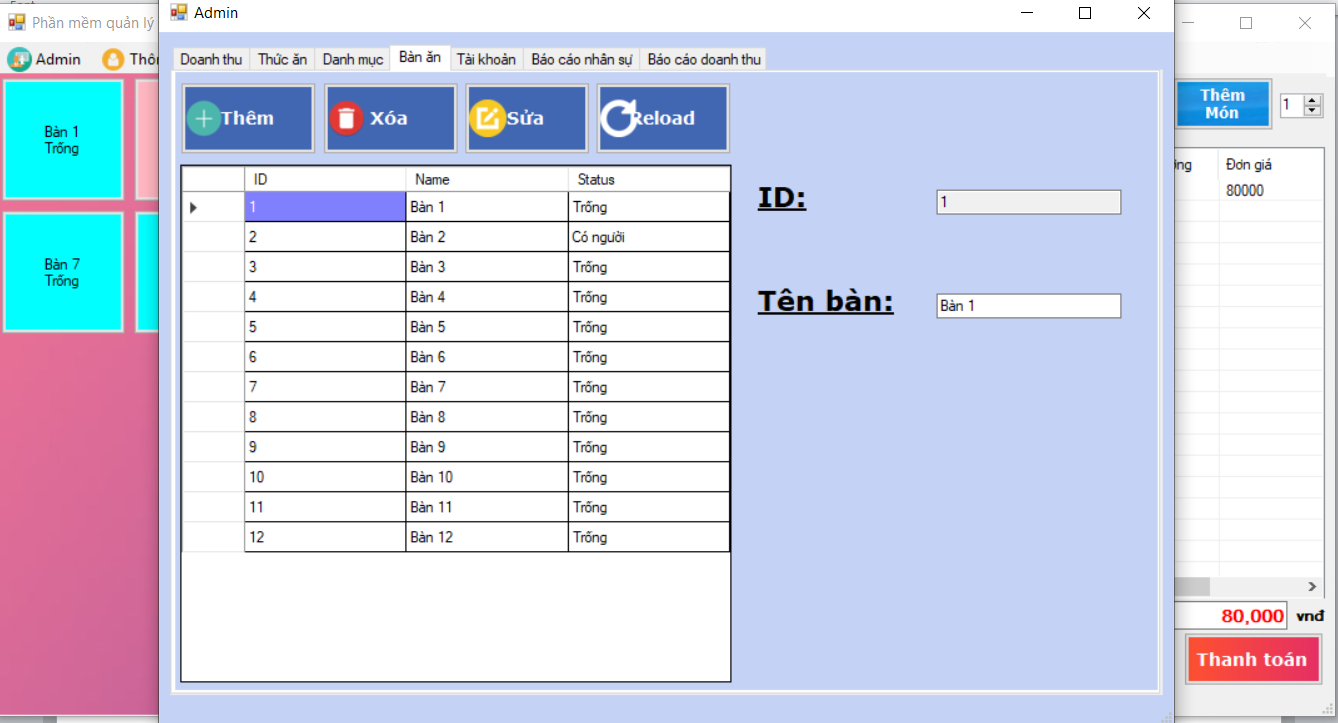 Phần mềm quản lý
Admin
Admin
Thôn
Doanh thu
Thức ăn
Danh mục
Bàn ăn
Tài khoản
Báo cáo nhân sự
Báo cáo doanh thu
Bàn 1
Trống
Bàn 7
Trống
Thêm
Xóa
Sửa
Reload
ID Name Status
1 Bàn 1 Trống
2 Bàn 2 Có người
3 Bàn 3 Trống
4 Bàn 4 Trống
5 Bàn 5 Trống
6 Bàn 6 Trống
7 Bàn 7 Trống
8 Bàn 8 Trống
9 Bàn 9 Trống
10 Bàn 10 Trống
11 Bàn 11 Trống
12 Bàn 12 Trống
ID:
1
Tên bàn:
Bàn 1
Thêm
Món
1
Đơn giá
80000
80,000 vnđ
Thanh toán